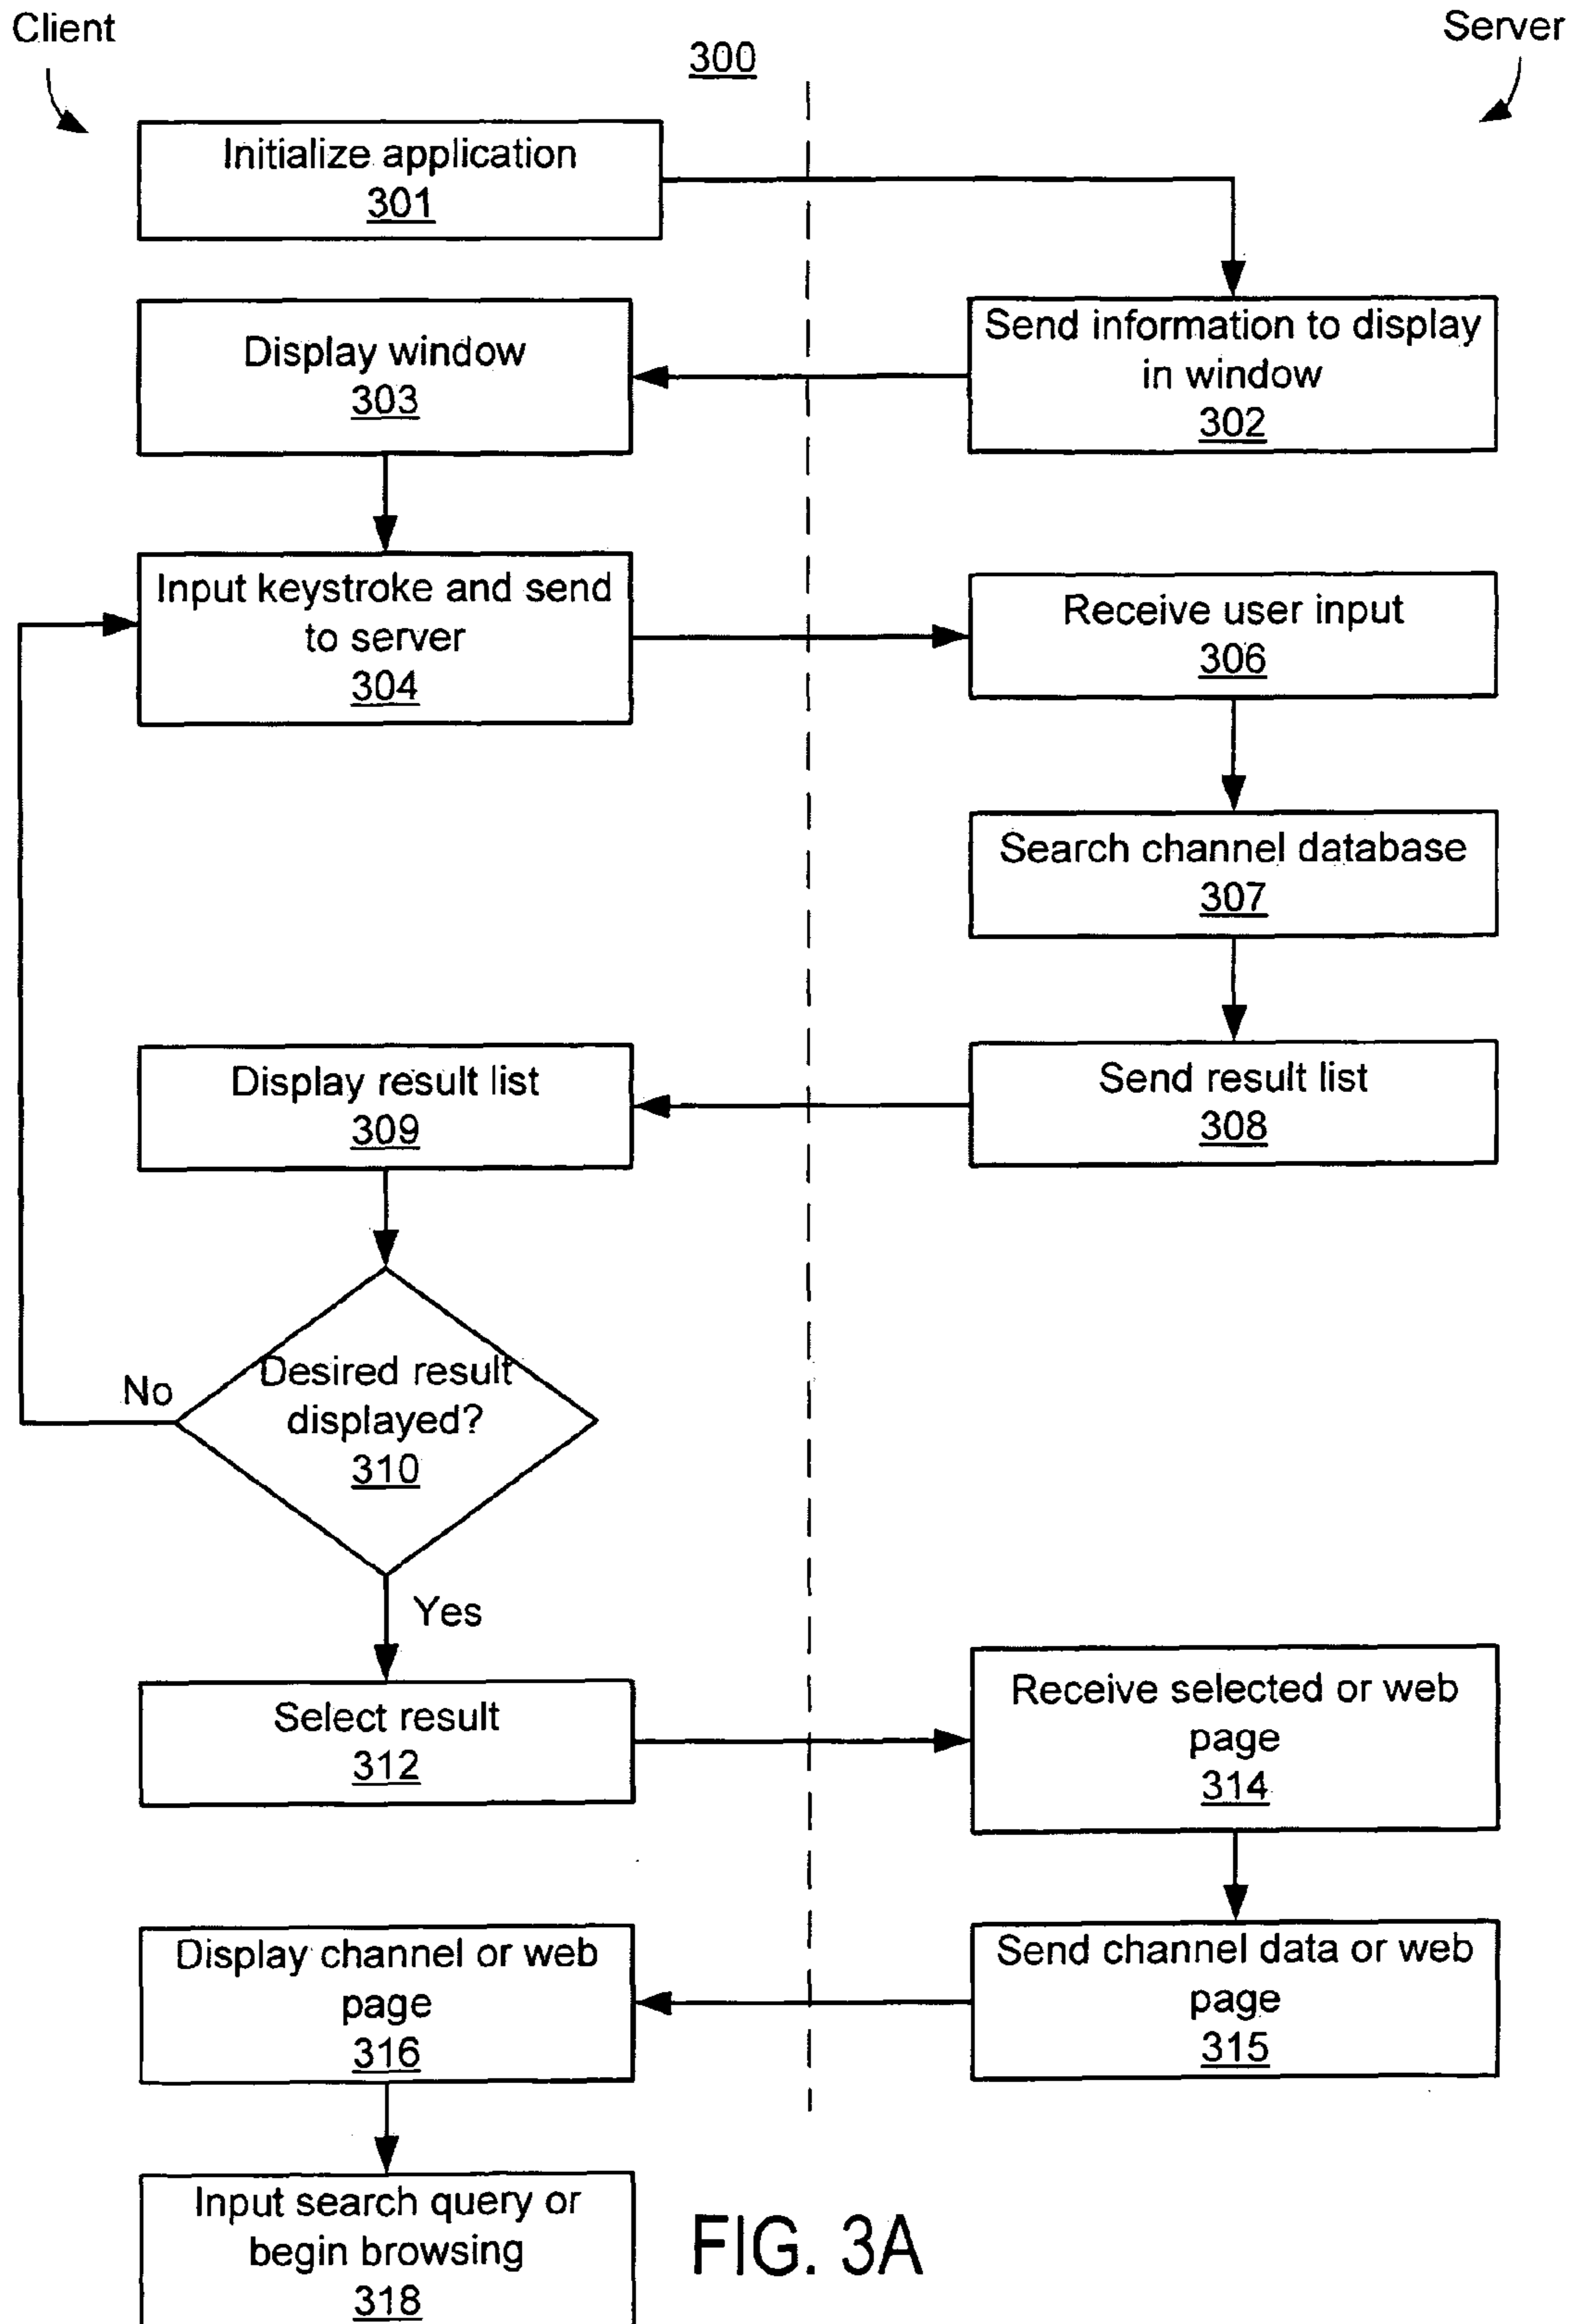 Client
Server
300
Initialize application
301
Send information to display
in window
302
Display window
303
Input keystroke and send
to server
304
Receive user input
306
Search channel database
307
Send result list
308
Display result list
309
Desired result
displayed?
310
No
Yes
Select result
312
Receive selected or web
page
314
Send channel data or web
page
315
Display channel or web
page
316
Input search query or
begin browsing
318
FIG. 3A